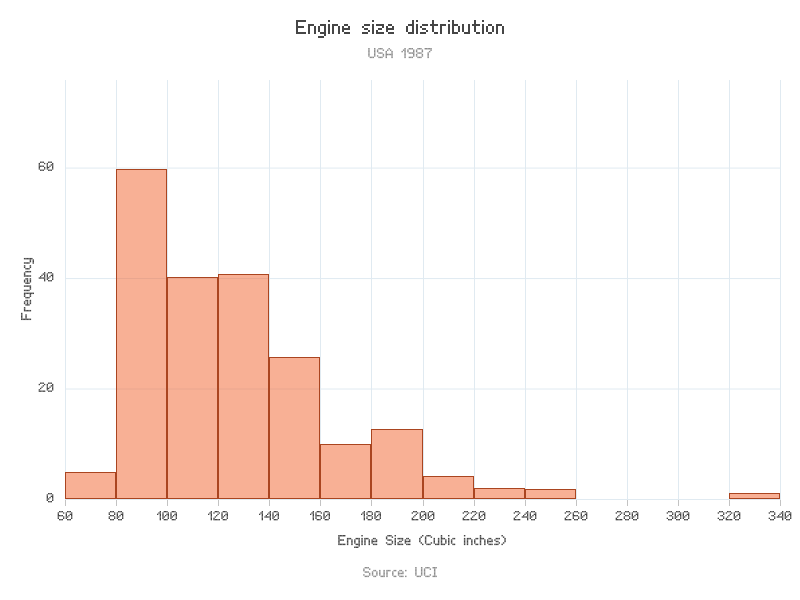 Engine size distribution
USA 1987
60
40
20
0
Frequency
60 80 100 120 140 160 180 200 220 240 260 280 300 320 340
Engine Size (Cubic inches)
Source: UCI